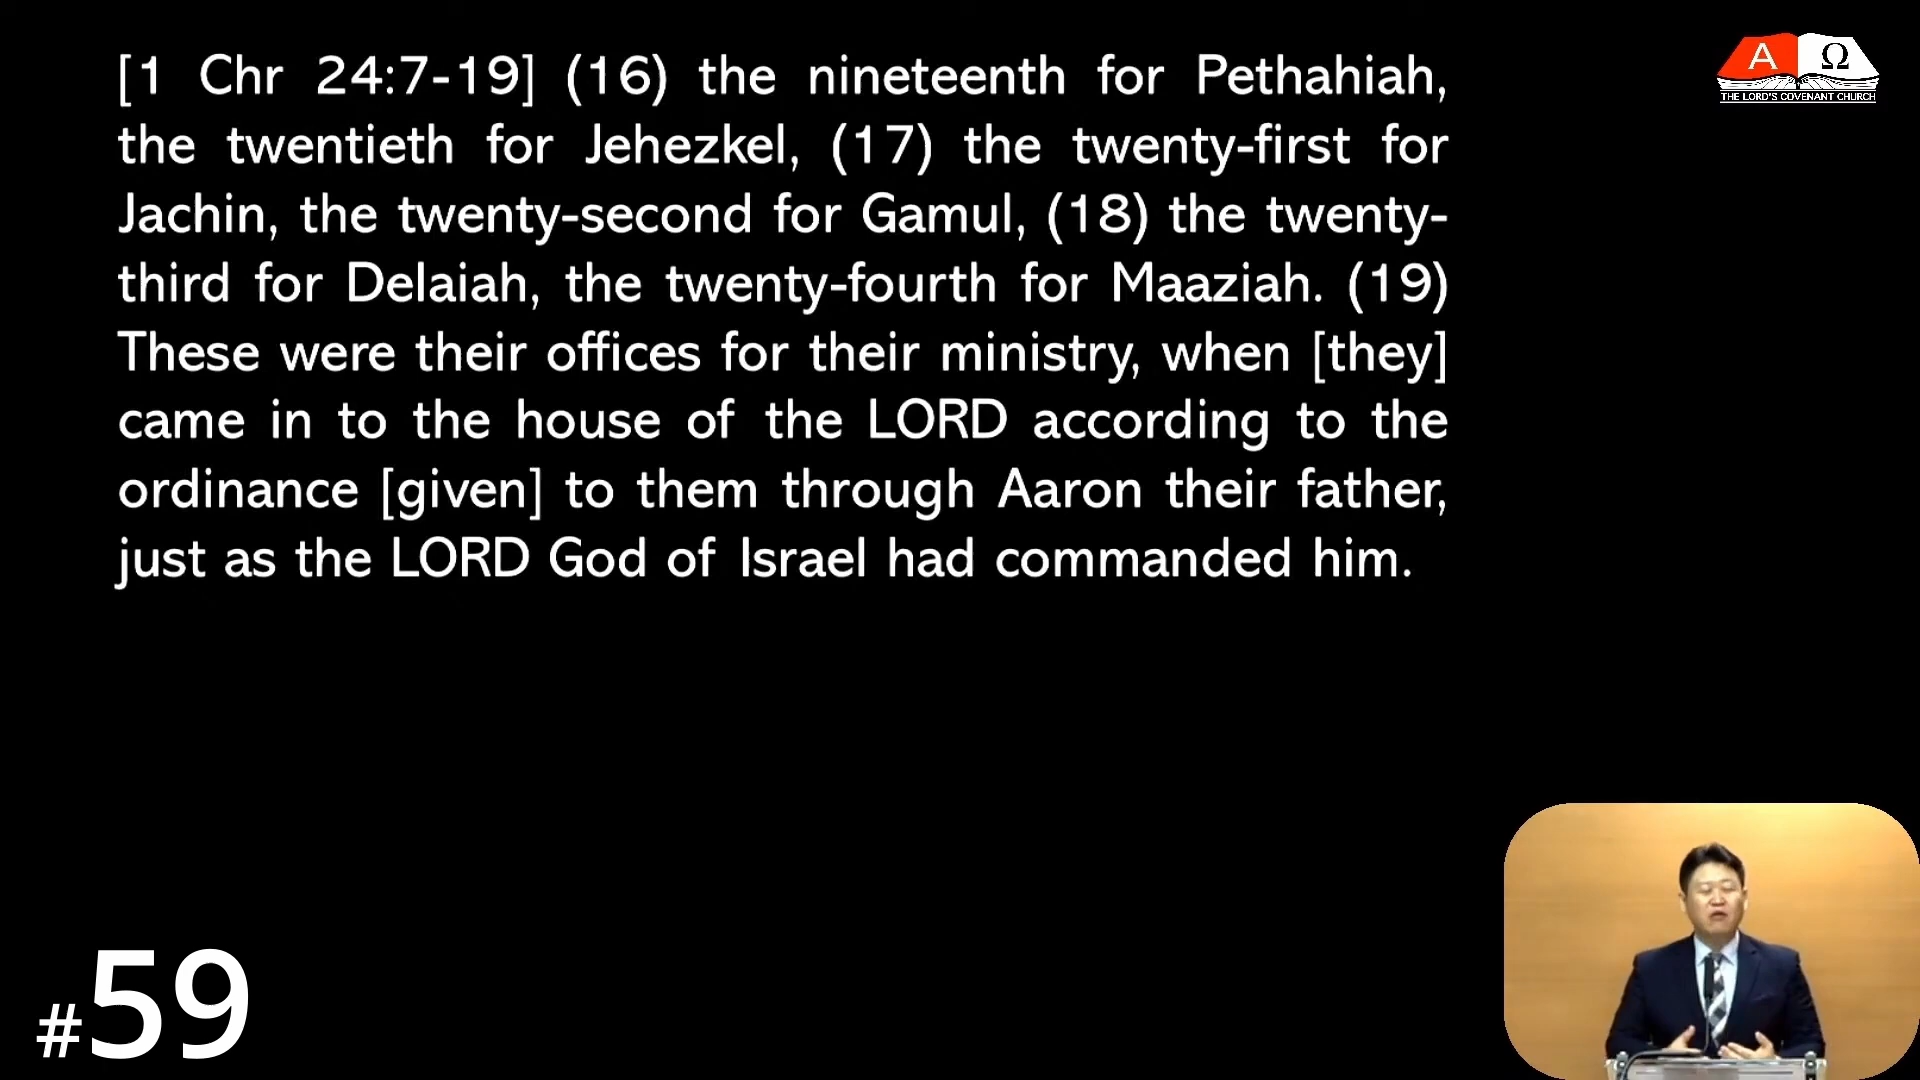 [1 Chr 24:7-19] (16) the nineteenth for Pethahiah,
the twentieth for Jehezkel, (17) the twenty-first for
Jachin, the twenty-second for Gamul, (18) the twenty-
third for Delaiah, the twenty-fourth for Maaziah. (19)
These were their offices for their ministry, when [they]
came in to the house of the LORD according to the
ordinance [given] to them through Aaron their father,
just as the LORD God of Israel had commanded him.
Α Ω
THE LORD'S COVENANT CHURCH
#59